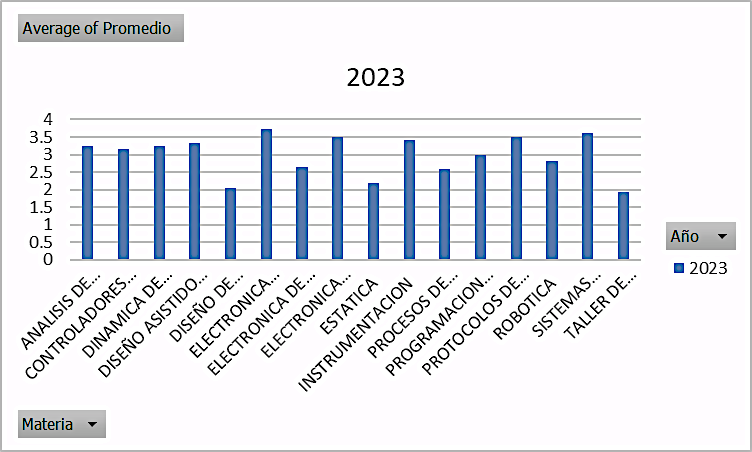 Average of Promedio
2023
4
3.5
3
2.5
2
1.5
1
0.5
0
ANALISIS DE...
CONTROLADORES...
DINAMICA DE...
DISEÑO ASISTIDO...
DISEÑO DE...
ELECTRONICA...
ELECTRONICA DE...
ELECTRONICA...
ESTATICA
INSTRUMENTACION
PROCESOS DE...
PROGRAMACION...
PROTOCOLOS DE...
ROBOTICA
SISTEMAS...
TALLER DE...
Año
2023
Materia